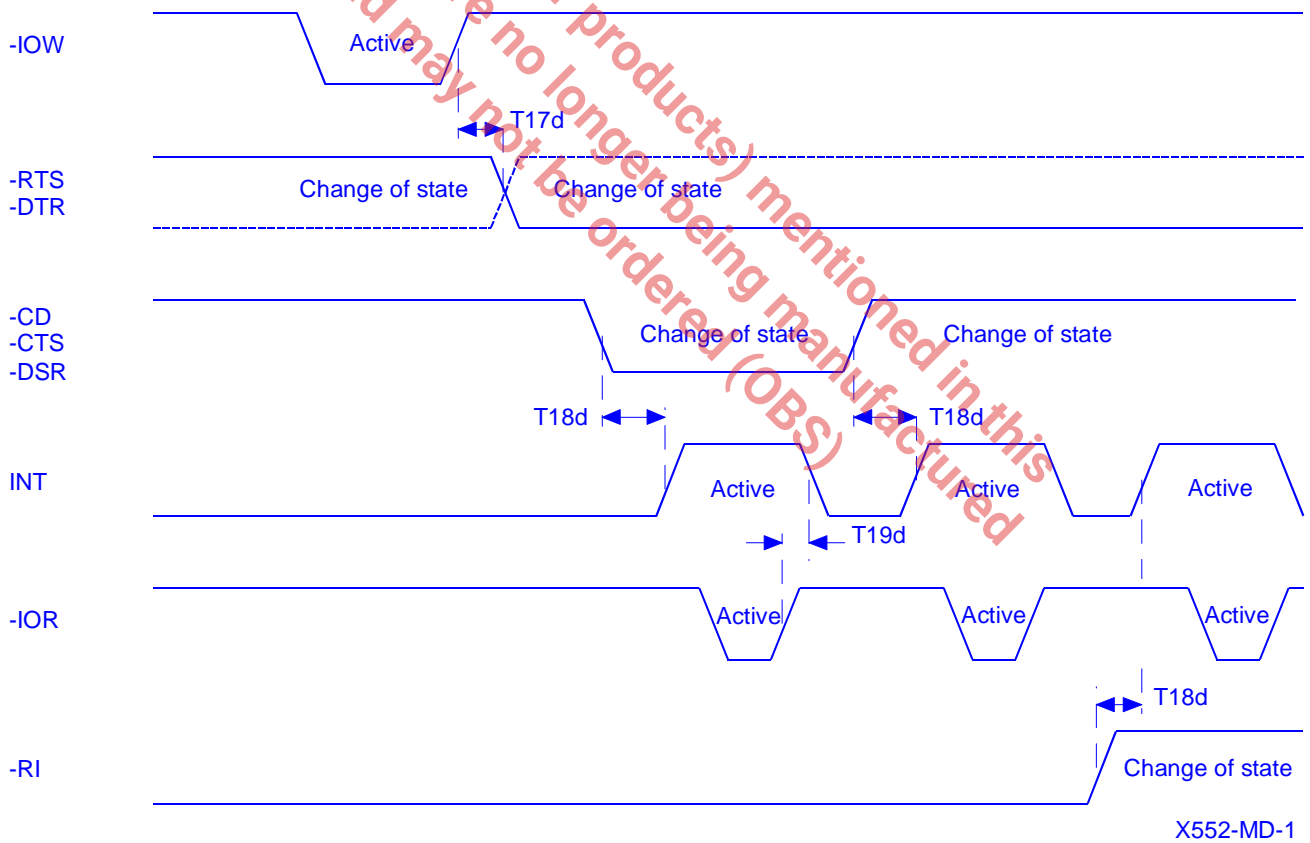 -IOW
Active
T17d
-RTS
-DTR
Change of state
Change of state
-CD
-CTS
-DSR
Change of state
Change of state
T18d
T18d
INT
Active
Active
Active
T19d
-IOR
Active
Active
Active
T18d
-RI
Change of state
X552-MD-1
products) mentioned in this
no longer being manufactured
may not be ordered (OBS)